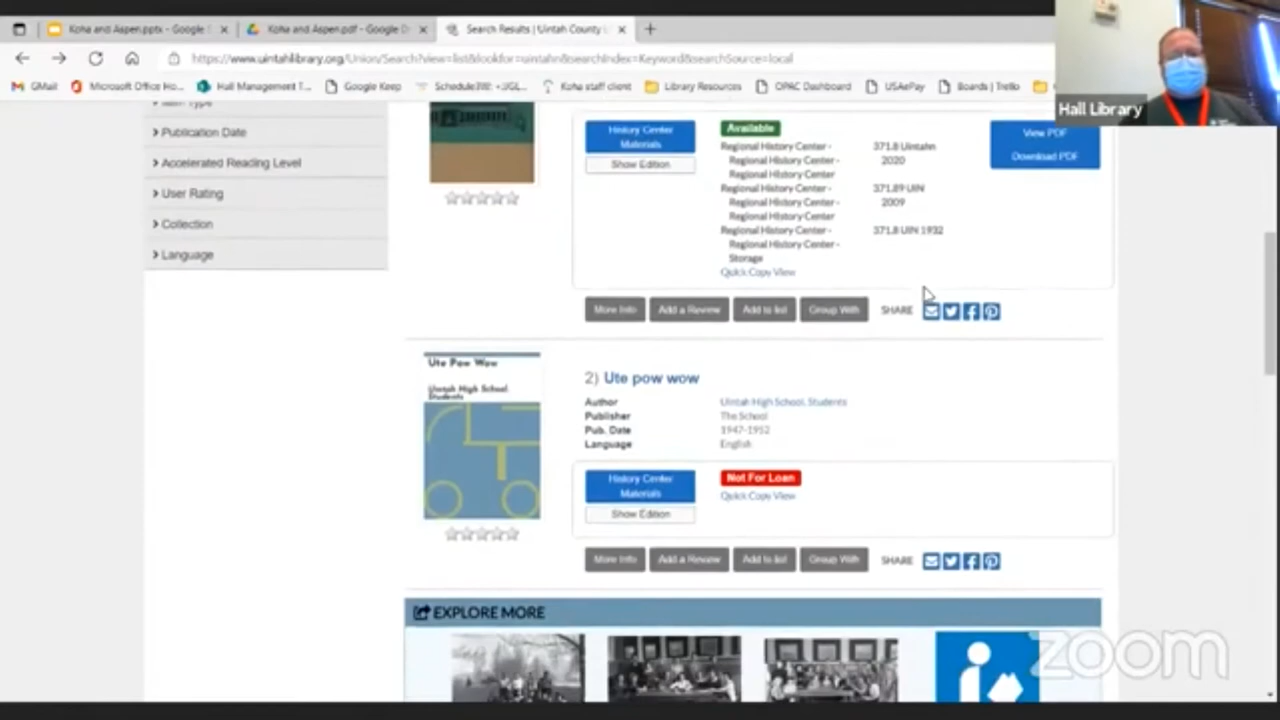 Koha and Aspen.pptx - Google S
Koha and Aspen.pdf - Google Dr
Search Results | Uintah County L
https://www.uintahlibrary.org/Union/Search?view=list&lookfor=uintahn&searchIndex=Keyword&searchSource=local
GMail
Microsoft Office Ho...
Hall Management T...
Google Keep
Koha staff client
Library Resources
OPAC Dashboard
USAePay
Boards | Trello
Hall Library
Item Type
Publication Date
Accelerated Reading Level
User Rating
Collection
Language
History Center
Materials
Show Edition
Available
Regional History Center -
Regional History Center -
Regional History Center
371.8 Uintahn
2020
Regional History Center -
Regional History Center -
Regional History Center
371.89 UIN
2009
Regional History Center -
Regional History Center -
Storage
371.8 UIN 1932
Quick Copy View
View PDF
Download PDF
More Info
Add a Review
Add to list
Group With
SHARE
Ute Pow Wow
Uintah High School.
Students
2) Ute pow wow
Author Uintah High School. Students
Publisher The School
Pub. Date 1947-1952
Language English
History Center
Materials
Show Edition
Not For Loan
Quick Copy View
More Info
Add a Review
Add to list
Group With
SHARE
EXPLORE MORE
zoom